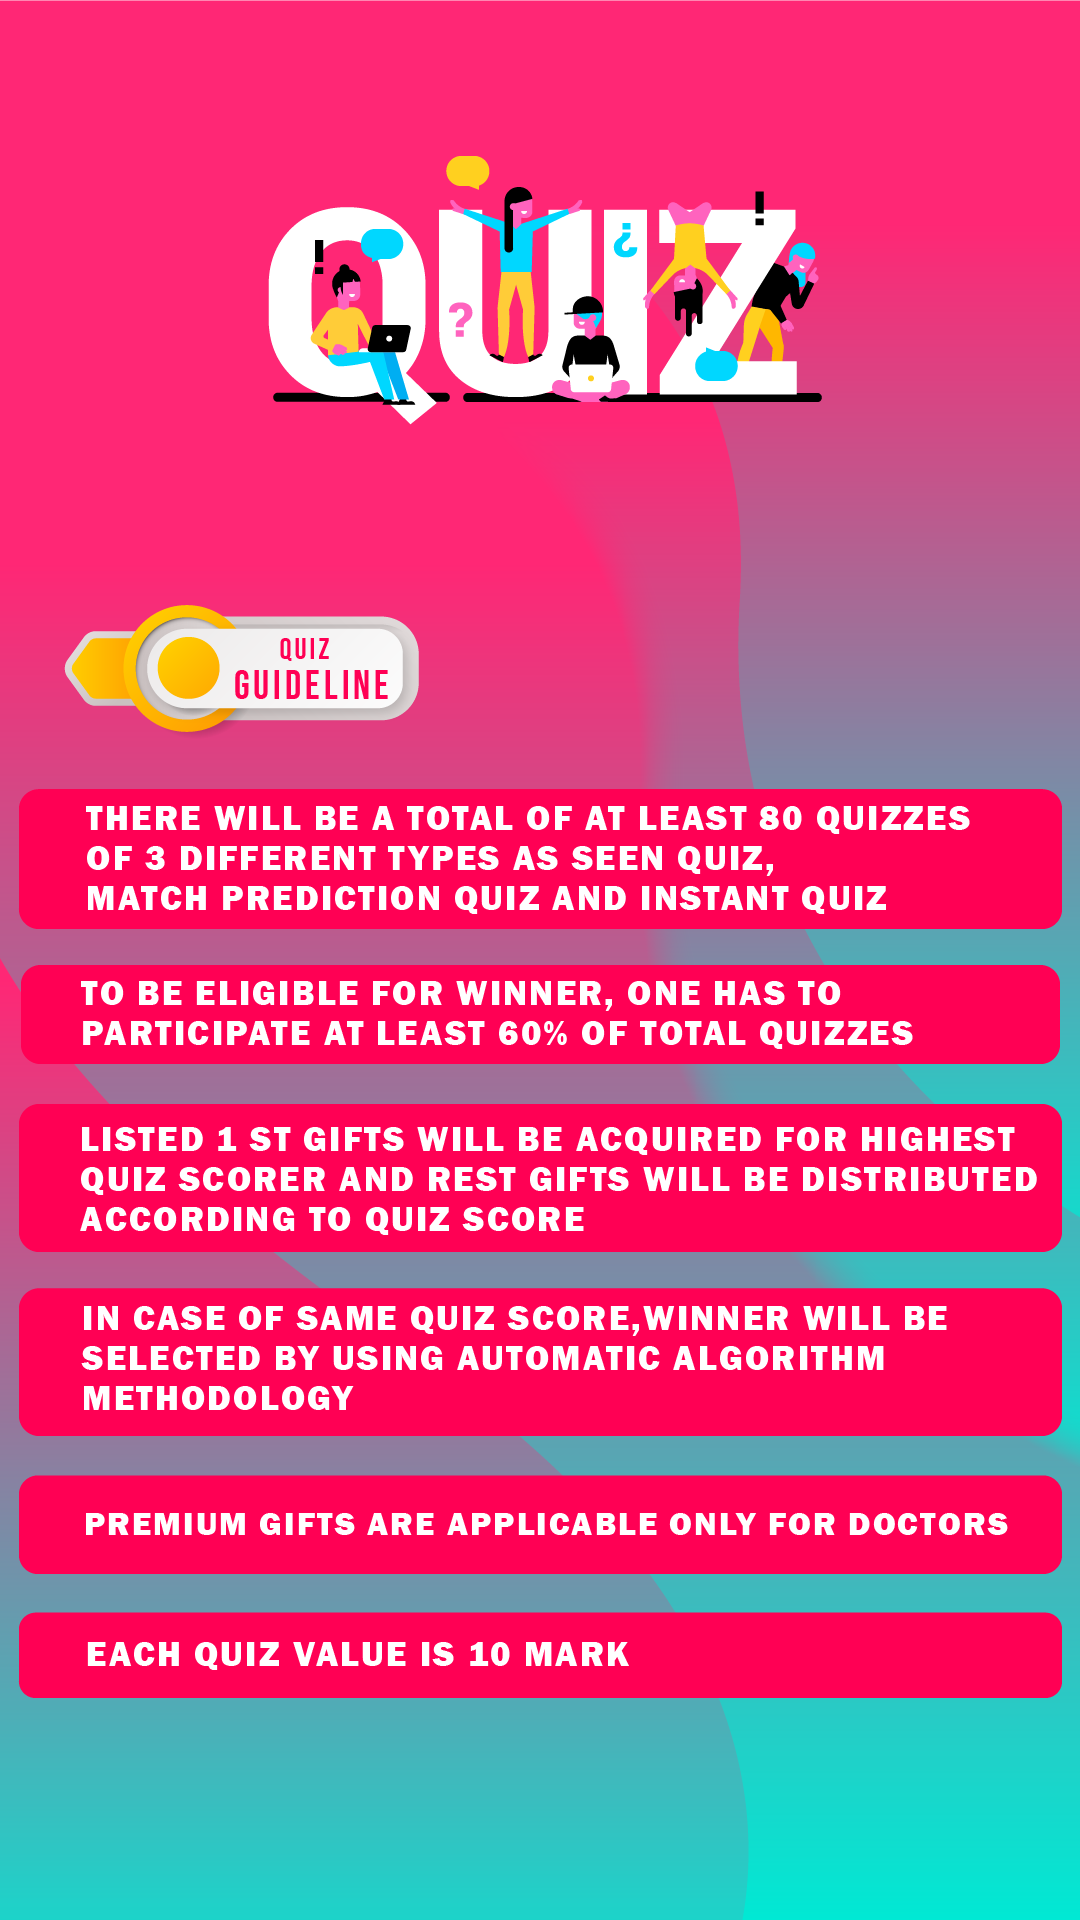 QUIZ
QUIZ
GUIDELINE
THERE WILL BE A TOTAL OF AT LEAST 80 QUIZZES
OF 3 DIFFERENT TYPES AS SEEN QUIZ,
MATCH PREDICTION QUIZ AND INSTANT QUIZ
TO BE ELIGIBLE FOR WINNER, ONE HAS TO
PARTICIPATE AT LEAST 60% OF TOTAL QUIZZES
LISTED 1 ST GIFTS WILL BE ACQUIRED FOR HIGHEST
QUIZ SCORER AND REST GIFTS WILL BE DISTRIBUTED
ACCORDING TO QUIZ SCORE
IN CASE OF SAME QUIZ SCORE,WINNER WILL BE
SELECTED BY USING AUTOMATIC ALGORITHM
METHODOLOGY
PREMIUM GIFTS ARE APPLICABLE ONLY FOR DOCTORS
EACH QUIZ VALUE IS 10 MARK